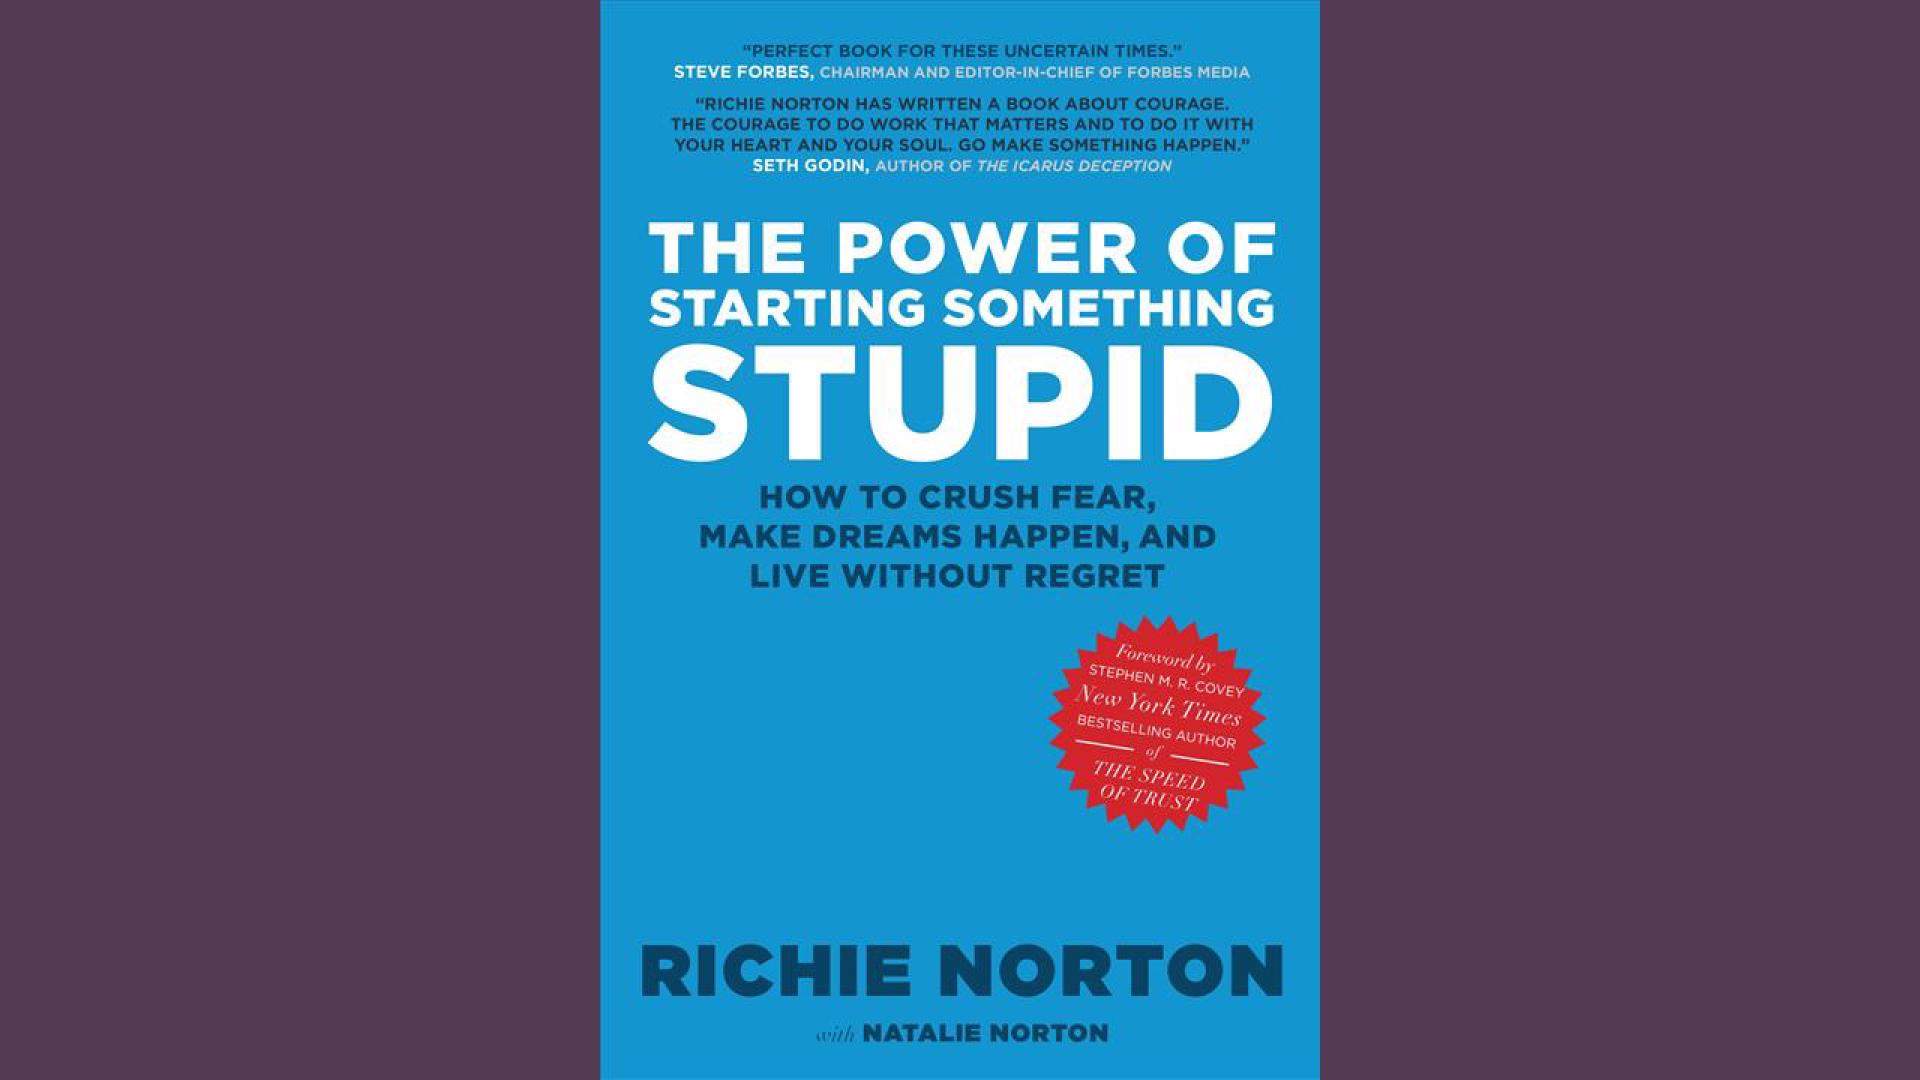 “PERFECT BOOK FOR THESE UNCERTAIN TIMES.”
STEVE FORBES, CHAIRMAN AND EDITOR-IN-CHIEF OF FORBES MEDIA
“RICHIE NORTON HAS WRITTEN A BOOK ABOUT COURAGE.
THE COURAGE TO DO WORK THAT MATTERS AND TO DO IT WITH
YOUR HEART AND YOUR SOUL. GO MAKE SOMETHING HAPPEN.”
SETH GODIN, AUTHOR OF THE ICARUS DECEPTION
THE POWER OF
STARTING SOMETHING
STUPID
HOW TO CRUSH FEAR,
MAKE DREAMS HAPPEN, AND
LIVE WITHOUT REGRET
Foreword by
STEPHEN M. R. COVEY
New York Times
BESTSELLING AUTHOR
of
THE SPEED
OF TRUST
RICHIE NORTON
with NATALIE NORTON